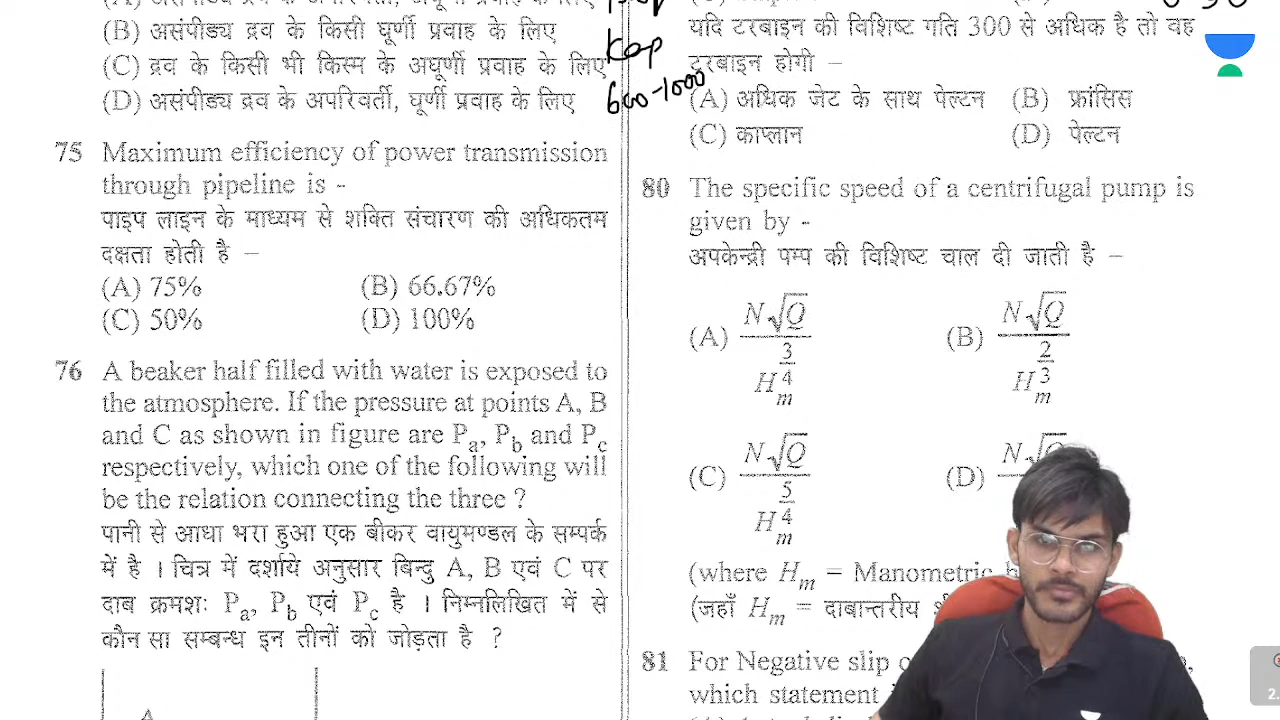 (B) असंपीड्य द्रव के किसी घूर्णी प्रवाह के लिए
(C) द्रव के किसी भी किस्म के अघूर्णी प्रवाह के लिए
(D) असंपीड्य द्रव के अपरिवर्ती, घूर्णी प्रवाह के लिए
Kap
600-1000
75 Maximum efficiency of power transmission
through pipeline is -
पाइप लाइन के माध्यम से शक्ति संचारण की अधिकतम
दक्षता होती है –
(A) 75% (B) 66.67%
(C) 50% (D) 100%
76 A beaker half filled with water is exposed to
the atmosphere. If the pressure at points A, B
and C as shown in figure are Pa, Pb and Pc
respectively, which one of the following will
be the relation connecting the three ?
पानी से आधा भरा हुआ एक बीकर वायुमण्डल के सम्पर्क
में है । चित्र में दर्शाये अनुसार बिन्दु A, B एवं C पर
दाब क्रमशः Pa, Pb एवं Pc है । निम्नलिखित में से
कौन सा सम्बन्ध इन तीनों को जोड़ता है ?
यदि टरबाइन की विशिष्ट गति 300 से अधिक है तो वह
टरबाइन होगी –
(A) अधिक जेट के साथ पेल्टन (B) फ्रांसिस
(C) काप्लान (D) पेल्टन
80 The specific speed of a centrifugal pump is
given by -
अपकेन्द्री पम्प की विशिष्ट चाल दी जाती है –
(A) N√Q / Hm^(3/4) (B) N√Q / Hm^(2/3)
(C) N√Q / Hm^(5/4) (D) N√Q
(where Hm = Manometric
(जहाँ Hm = दाबान्तरीय
81 For Negative slip
which statement